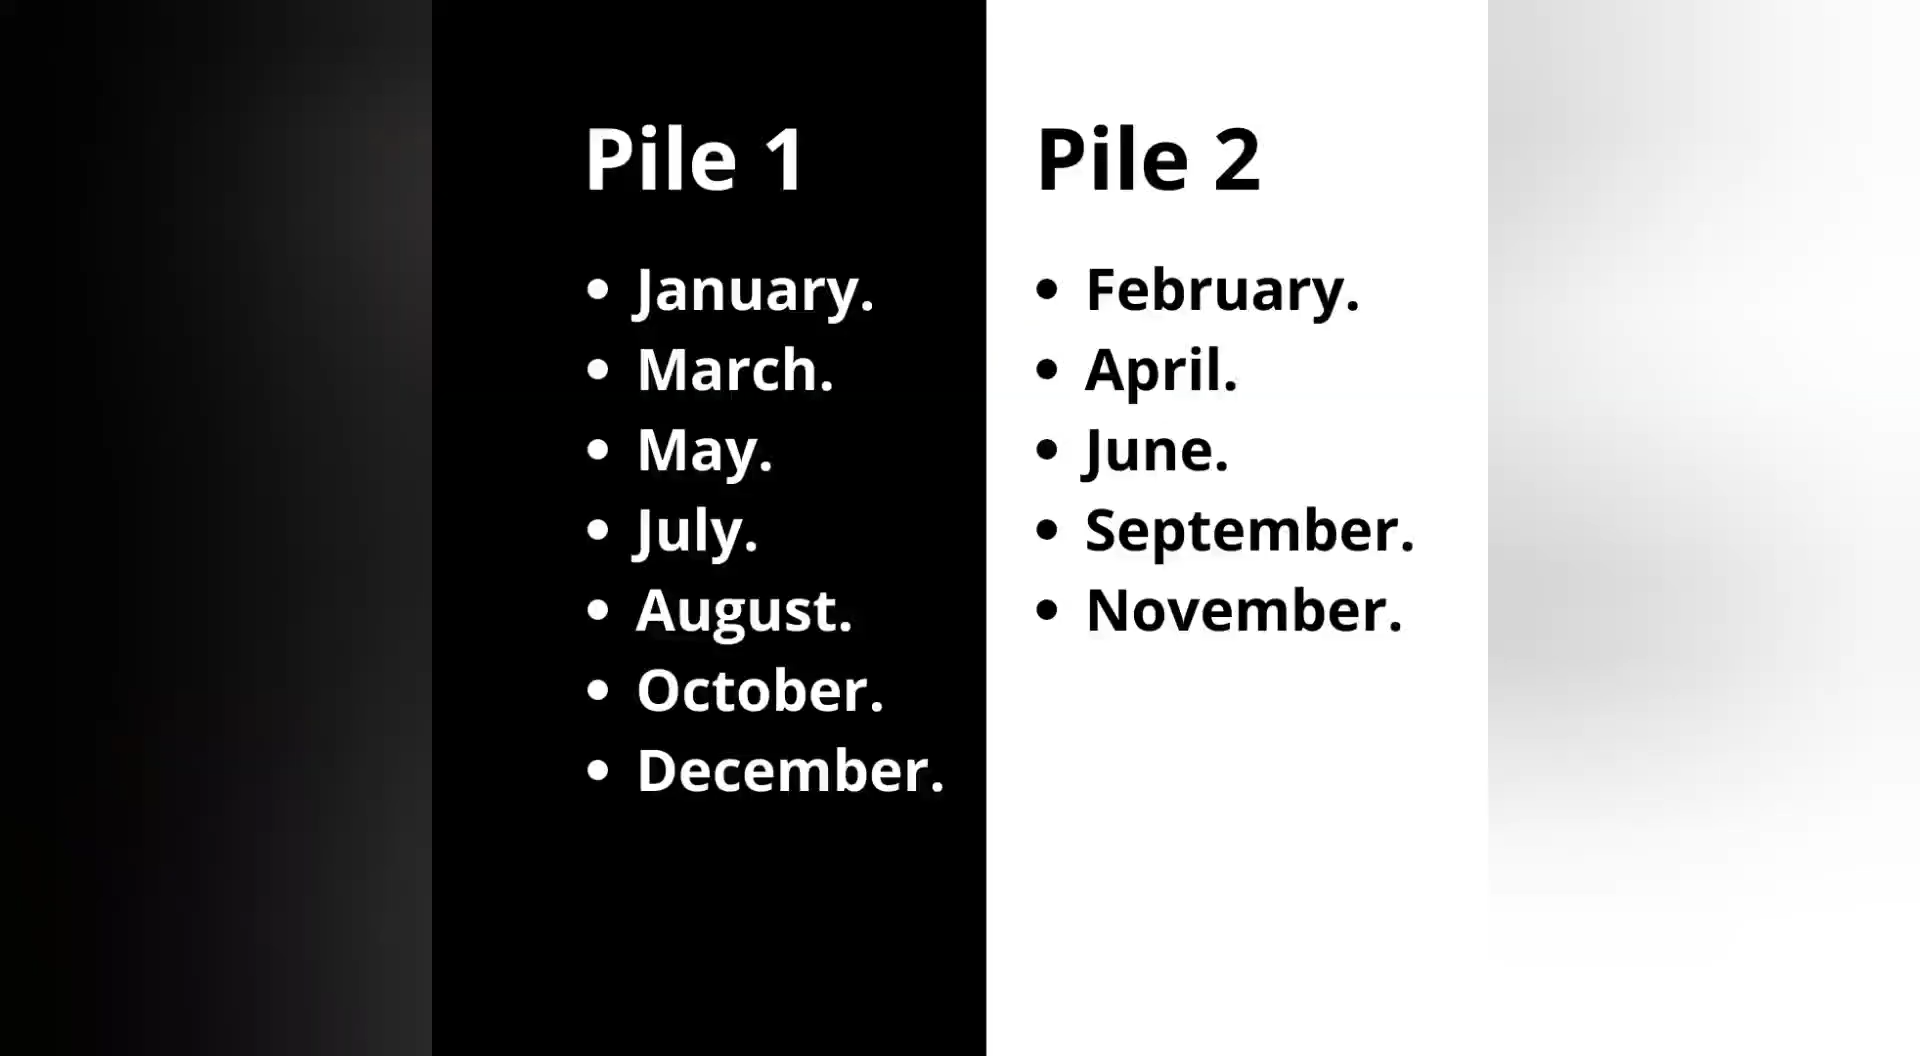 Pile 1
• January.
• March.
• May.
• July.
• August.
• October.
• December.
Pile 2
• February.
• April.
• June.
• September.
• November.